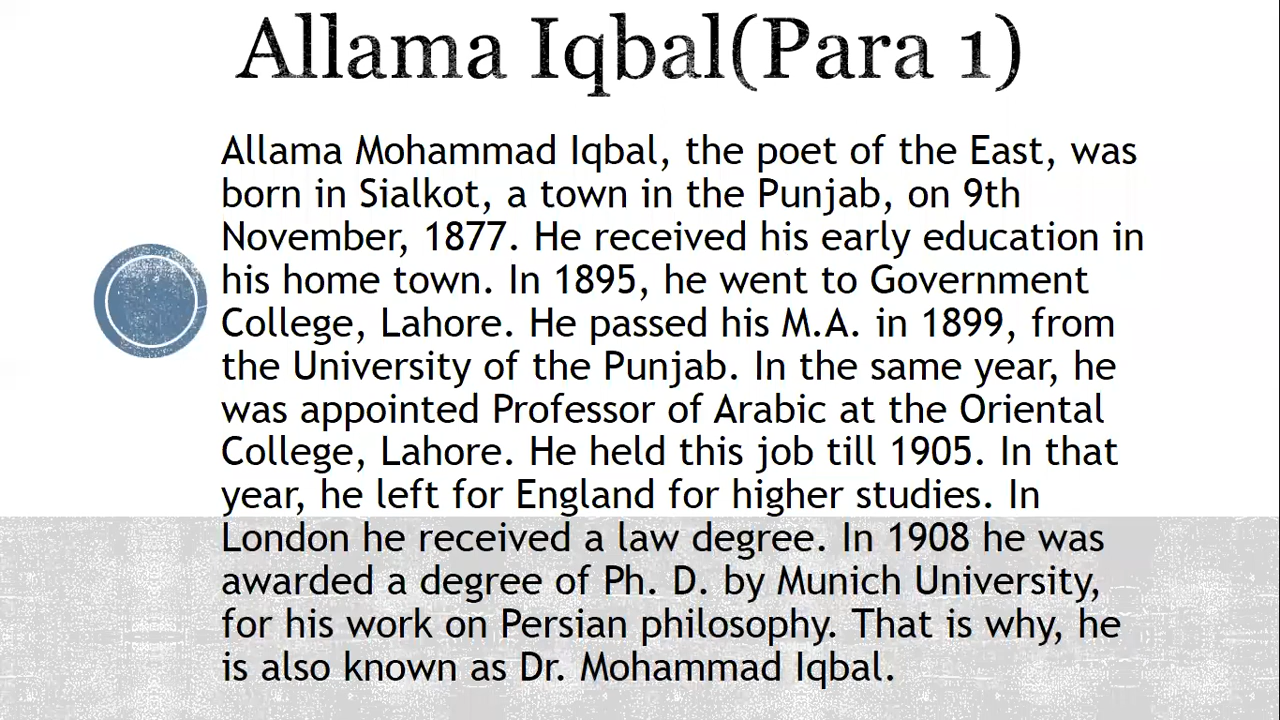 Allama Iqbal(Para 1)
Allama Mohammad Iqbal, the poet of the East, was
born in Sialkot, a town in the Punjab, on 9th
November, 1877. He received his early education in
his home town. In 1895, he went to Government
College, Lahore. He passed his M.A. in 1899, from
the University of the Punjab. In the same year, he
was appointed Professor of Arabic at the Oriental
College, Lahore. He held this job till 1905. In that
year, he left for England for higher studies. In
London he received a law degree. In 1908 he was
awarded a degree of Ph. D. by Munich University,
for his work on Persian philosophy. That is why, he
is also known as Dr. Mohammad Iqbal.